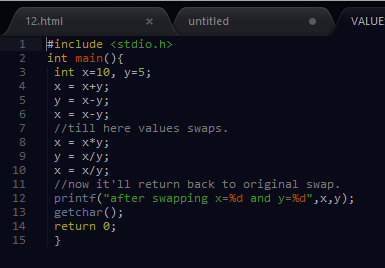 12.html × untitled VALUE
1 #include <stdio.h>
2 int main(){
3 int x=10, y=5;
4 x = x+y;
5 y = x-y;
6 x = x-y;
7 //till here values swaps.
8 x = x*y;
9 y = x/y;
10 x = x/y;
11 //now it'll return back to original swap.
12 printf("after swapping x=%d and y=%d",x,y);
13 getchar();
14 return 0;
15 }